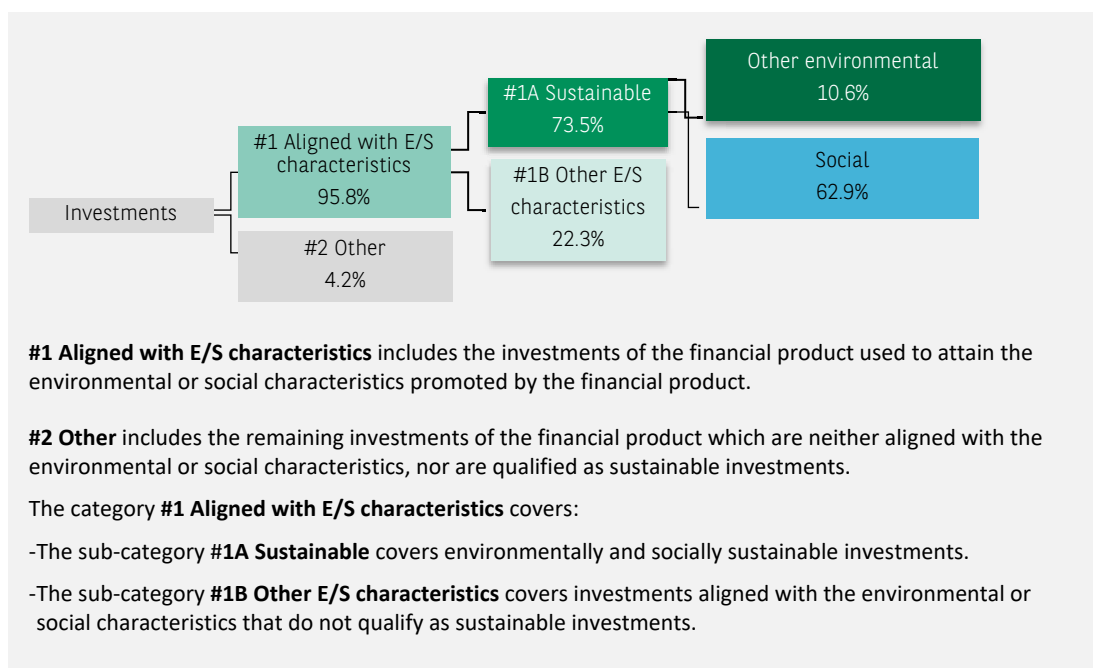 Other environmental
10.6%
#1A Sustainable
73.5%
#1 Aligned with E/S
characteristics
95.8%
Social
62.9%
#1B Other E/S
characteristics
22.3%
Investments
#2 Other
4.2%
#1 Aligned with E/S characteristics includes the investments of the financial product used to attain the
environmental or social characteristics promoted by the financial product.
#2 Other includes the remaining investments of the financial product which are neither aligned with the
environmental or social characteristics, nor are qualified as sustainable investments.
The category #1 Aligned with E/S characteristics covers:
-The sub-category #1A Sustainable covers environmentally and socially sustainable investments.
-The sub-category #1B Other E/S characteristics covers investments aligned with the environmental or
social characteristics that do not qualify as sustainable investments.